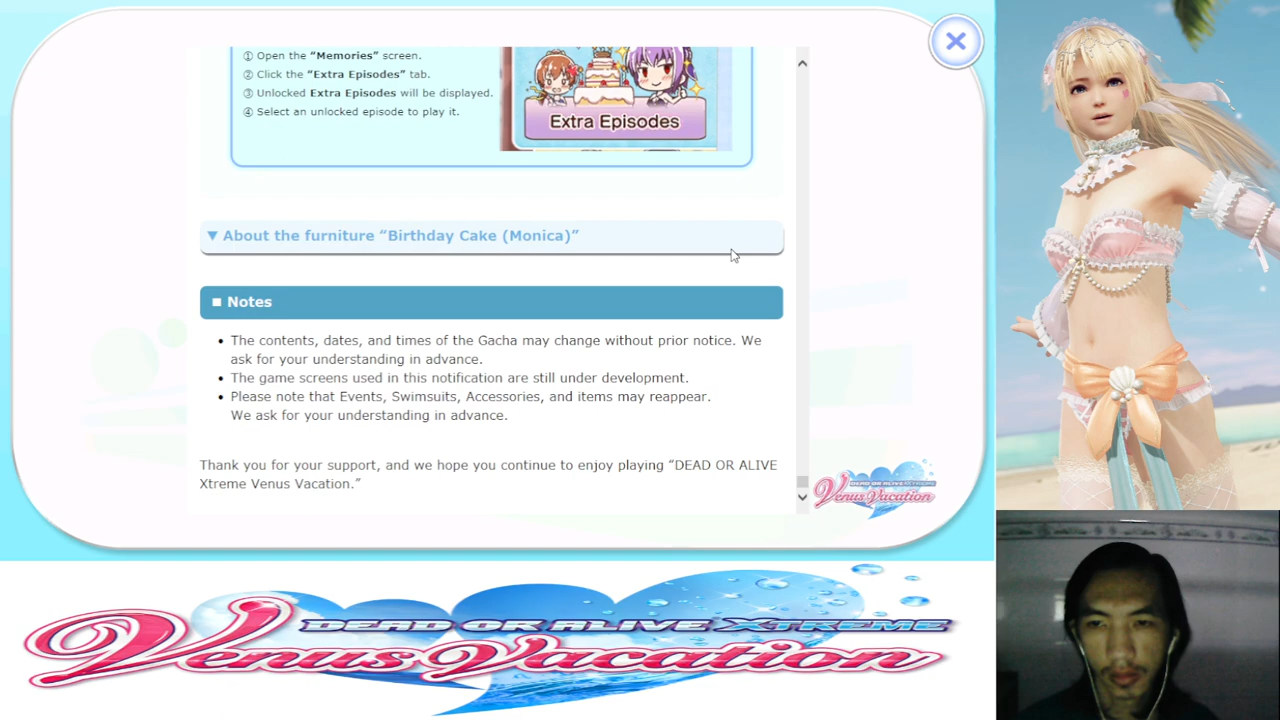 ① Open the “Memories” screen.
② Click the “Extra Episodes” tab.
③ Unlocked Extra Episodes will be displayed.
④ Select an unlocked episode to play it.
Extra Episodes
▼ About the furniture “Birthday Cake (Monica)”
■ Notes
• The contents, dates, and times of the Gacha may change without prior notice. We
ask for your understanding in advance.
• The game screens used in this notification are still under development.
• Please note that Events, Swimsuits, Accessories, and items may reappear.
We ask for your understanding in advance.
Thank you for your support, and we hope you continue to enjoy playing “DEAD OR ALIVE
Xtreme Venus Vacation.”
DEAD OR ALIVE XTREME
Venus Vacation
DEAD OR ALIVE XTREME
Venus Vacation